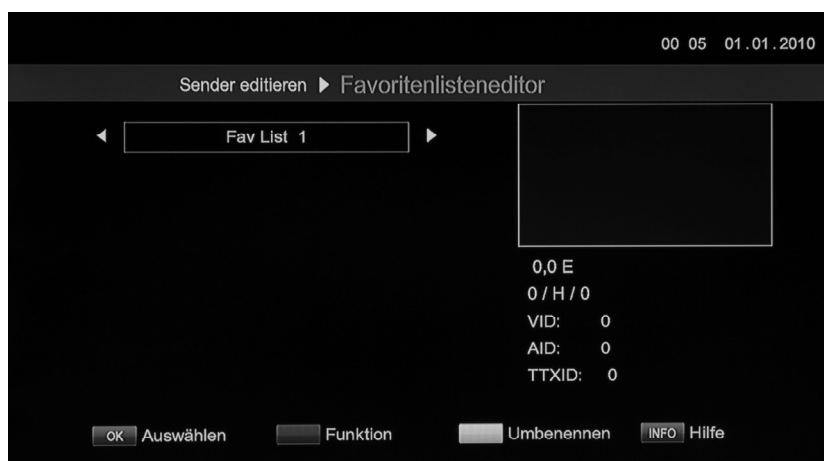 00 05 01.01.2010
Sender editieren ▶ Favoritenlisteneditor
◀ Fav List 1 ▶
0,0 E
0 / H / 0
VID: 0
AID: 0
TTXID: 0
OK Auswählen Funktion Umbenennen INFO Hilfe